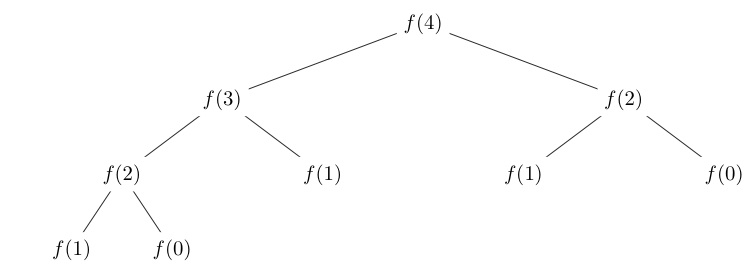 f(4)
f(3) f(2)
f(2) f(1) f(1) f(0)
f(1) f(0)